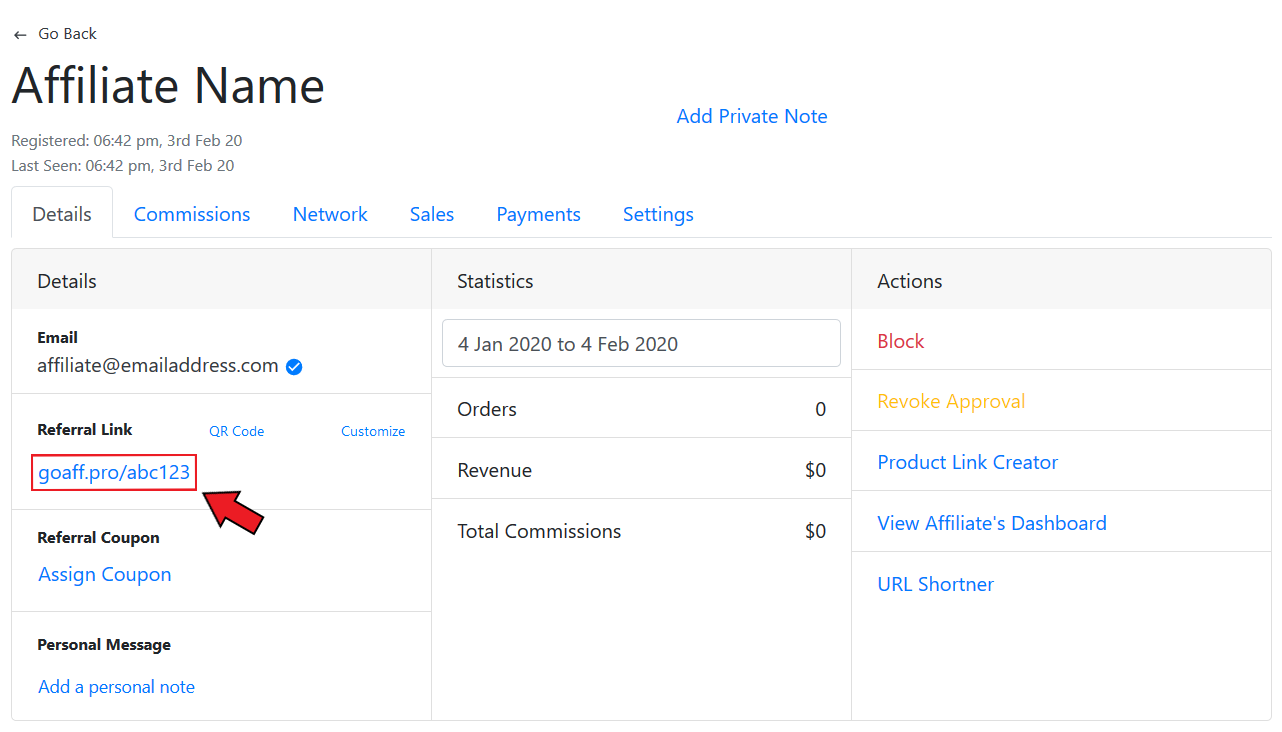 ← Go Back
Affiliate Name
Add Private Note
Registered: 06:42 pm, 3rd Feb 20
Last Seen: 06:42 pm, 3rd Feb 20
Details Commissions Network Sales Payments Settings
Details
Email
affiliate@emailaddress.com
Referral Link QR Code Customize
goaff.pro/abc123
Referral Coupon
Assign Coupon
Personal Message
Add a personal note
Statistics
4 Jan 2020 to 4 Feb 2020
Orders 0
Revenue $0
Total Commissions $0
Actions
Block
Revoke Approval
Product Link Creator
View Affiliate's Dashboard
URL Shortner